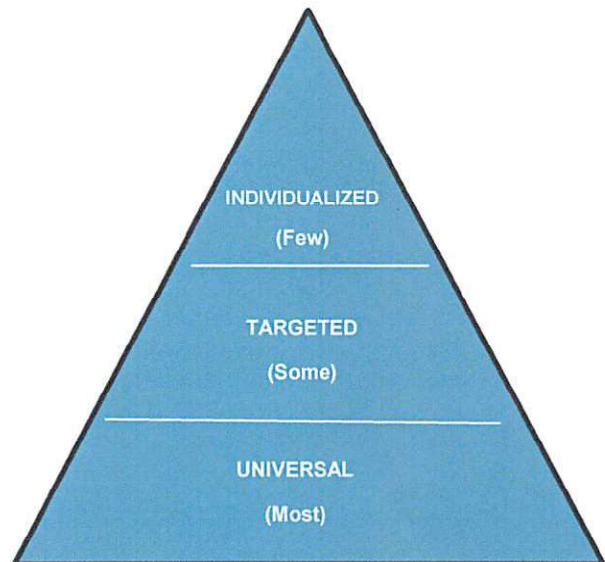 INDIVIDUALIZED
(Few)
TARGETED
(Some)
UNIVERSAL
(Most)